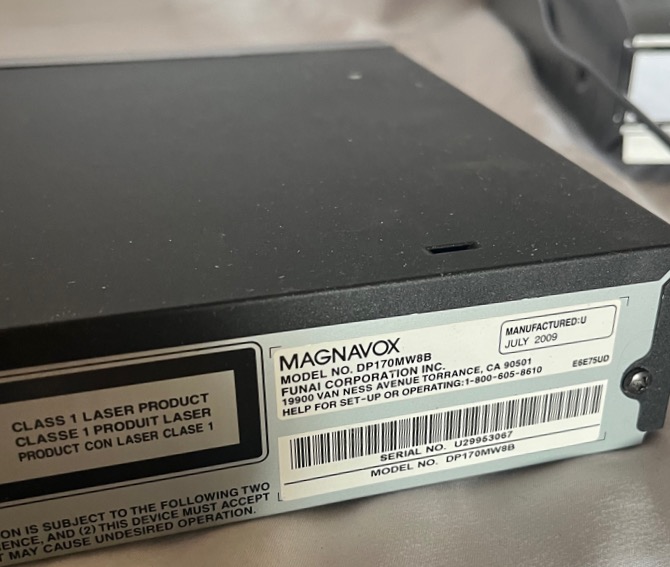 MAGNAVOX
MODEL NO. DP170MW8B
FUNAI CORPORATION INC.
19900 VAN NESS AVENUE TORRANCE, CA 90501
HELP FOR SET-UP OR OPERATING:1-800-605-8610
MANUFACTURED:U
JULY 2009
E6E75UD
SERIAL NO. U29953067
MODEL NO. DP170MW8B
CLASS 1 LASER PRODUCT
CLASSE 1 PRODUIT LASER
PRODUCT CON LASER CLASE 1
ON IS SUBJECT TO THE FOLLOWING TWO
ENCE, AND (2) THIS DEVICE MUST ACCEPT
T MAY CAUSE UNDESIRED OPERATION.